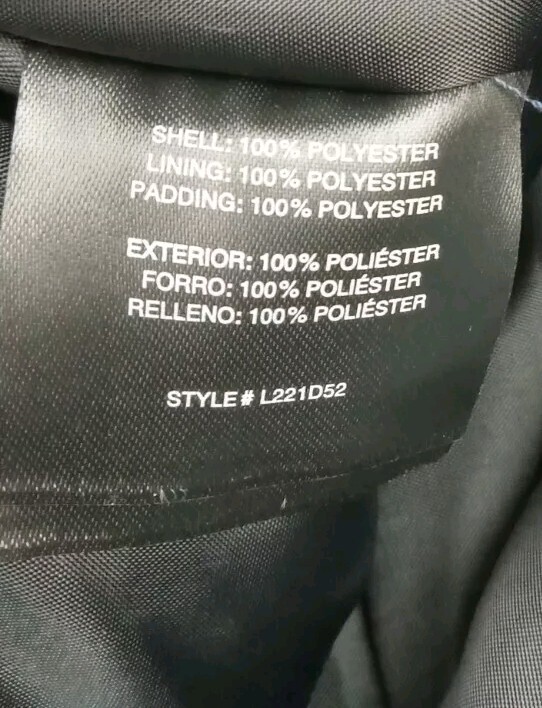 SHELL: 100% POLYESTER
LINING: 100% POLYESTER
PADDING: 100% POLYESTER
EXTERIOR: 100% POLIÉSTER
FORRO: 100% POLIÉSTER
RELLENO: 100% POLIÉSTER
STYLE# L221D52